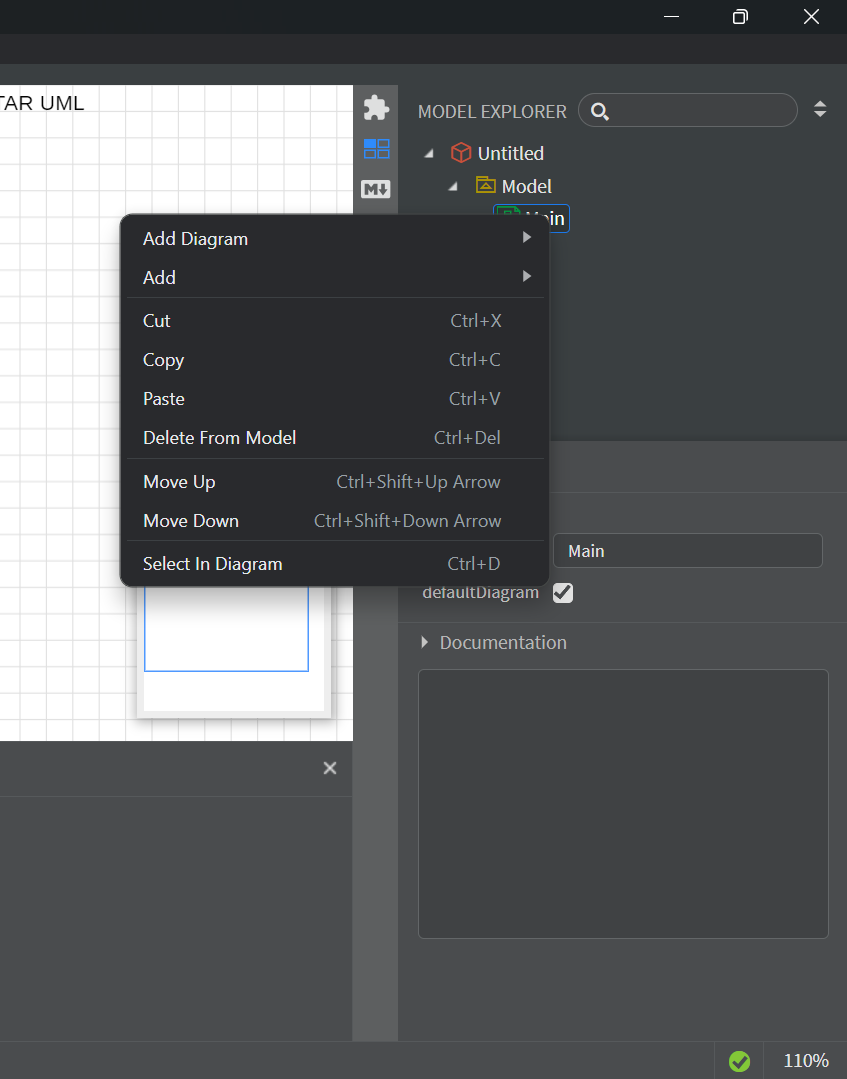 TAR UML
MODEL EXPLORER
Untitled
Model
Main
M
Add Diagram
Add
Cut Ctrl+X
Copy Ctrl+C
Paste Ctrl+V
Delete From Model Ctrl+Del
Move Up Ctrl+Shift+Up Arrow
Move Down Ctrl+Shift+Down Arrow
Select In Diagram Ctrl+D
Main
defaultDiagram
Documentation
110%